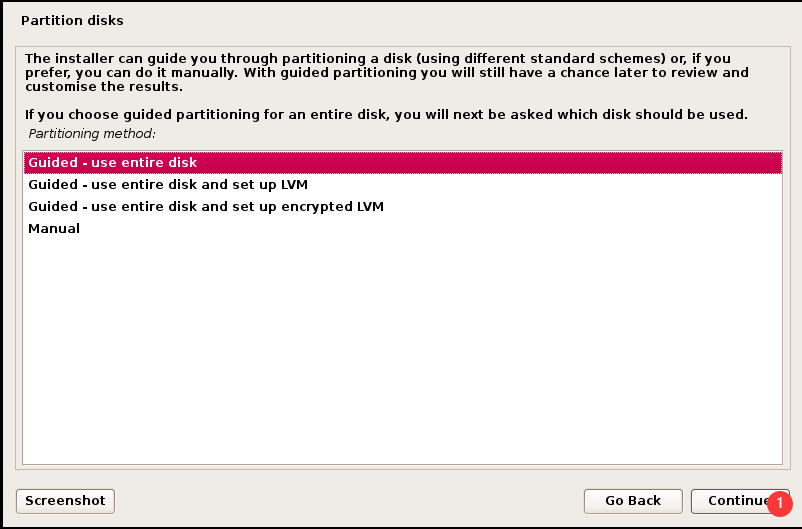 Partition disks
The installer can guide you through partitioning a disk (using different standard schemes) or, if you
prefer, you can do it manually. With guided partitioning you will still have a chance later to review and
customise the results.
If you choose guided partitioning for an entire disk, you will next be asked which disk should be used.
Partitioning method:
Guided - use entire disk
Guided - use entire disk and set up LVM
Guided - use entire disk and set up encrypted LVM
Manual
Screenshot
Go Back
Continue
1